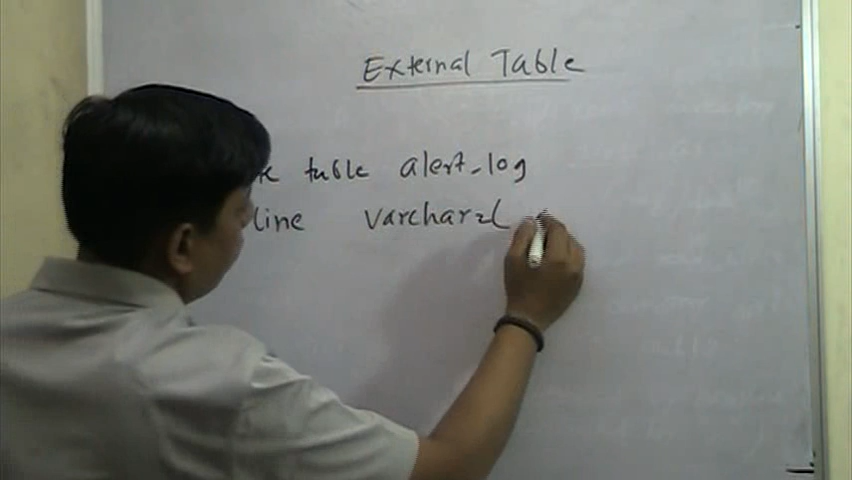 External Table
table alert_log
line varchar2(